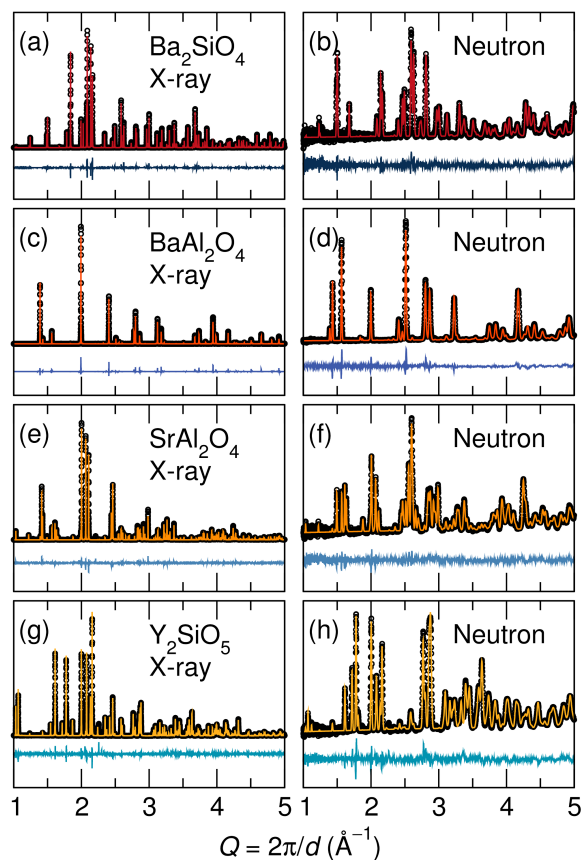 (a) Ba₂SiO₄
X-ray
(b) Neutron
(c) BaAl₂O₄
X-ray
(d) Neutron
(e) SrAl₂O₄
X-ray
(f) Neutron
(g) Y₂SiO₅
X-ray
(h) Neutron
1 2 3 4 5 1 2 3 4 5
Q = 2π/d (Å⁻¹)